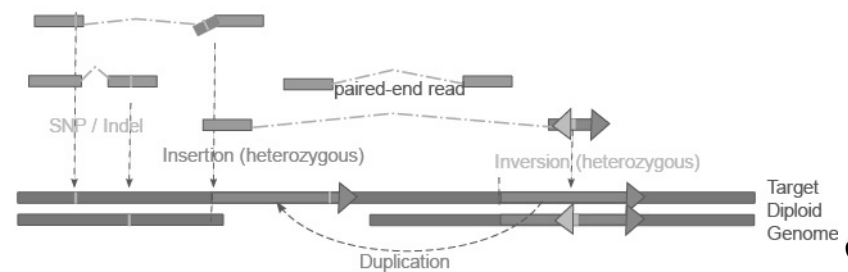 paired-end read
SNP / Indel
Insertion (heterozygous)
Inversion (heterozygous)
Target
Diploid
Genome
Duplication